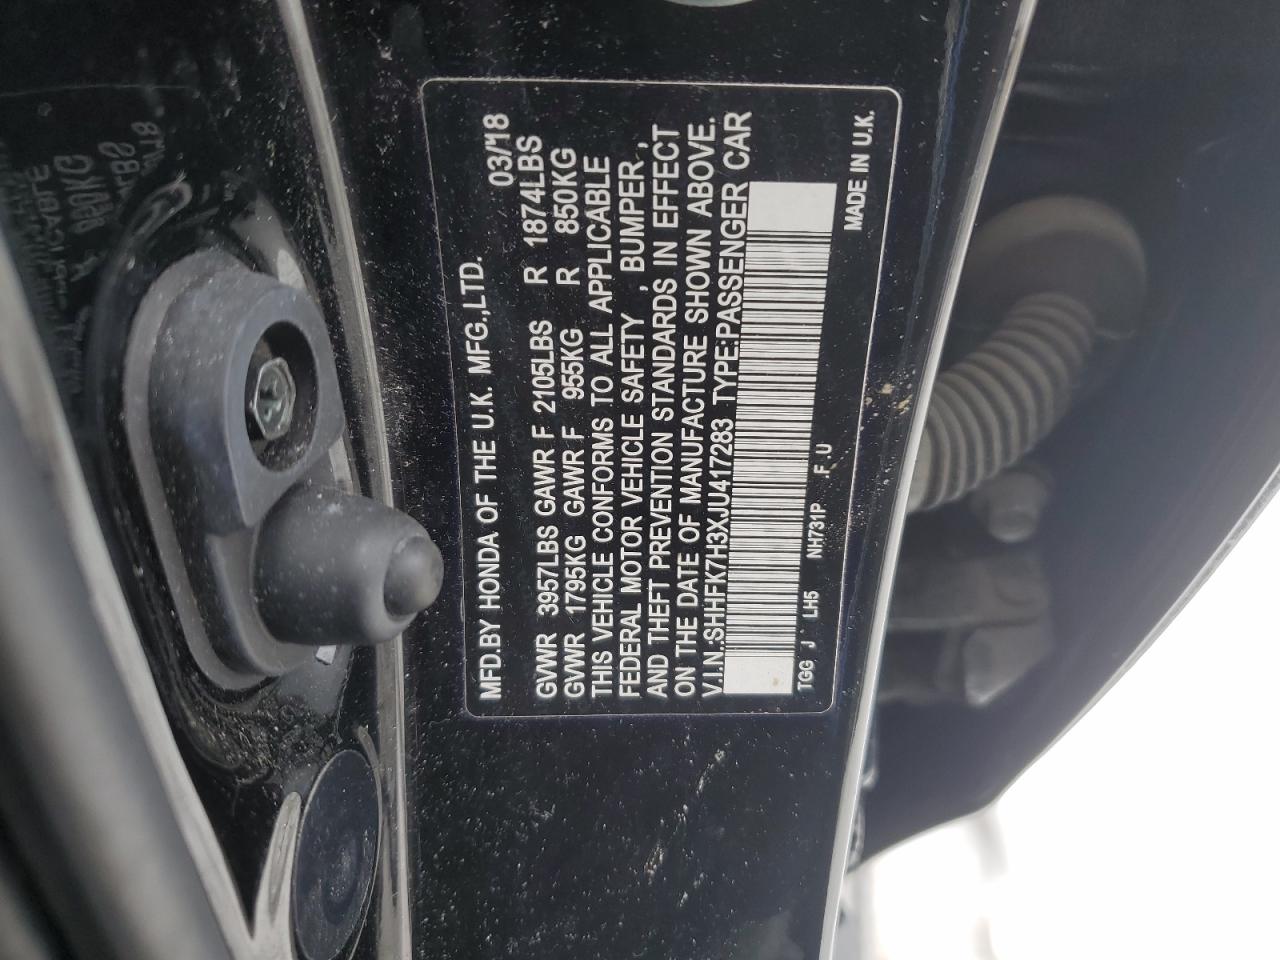 MFD.BY HONDA OF THE U.K. MFG.,LTD. 03/18
GVWR 3957LBS GAWR F 2105LBS R 1874LBS
GVWR 1795KG GAWR F 955KG R 850KG
THIS VEHICLE CONFORMS TO ALL APPLICABLE
FEDERAL MOTOR VEHICLE SAFETY , BUMPER ,
AND THEFT PREVENTION STANDARDS IN EFFECT
ON THE DATE OF MANUFACTURE SHOWN ABOVE.
V.I.N.:SHHFK7H3XJU417283 TYPE:PASSENGER CAR
TGG J LH5 NH731P F.U MADE IN U.K.